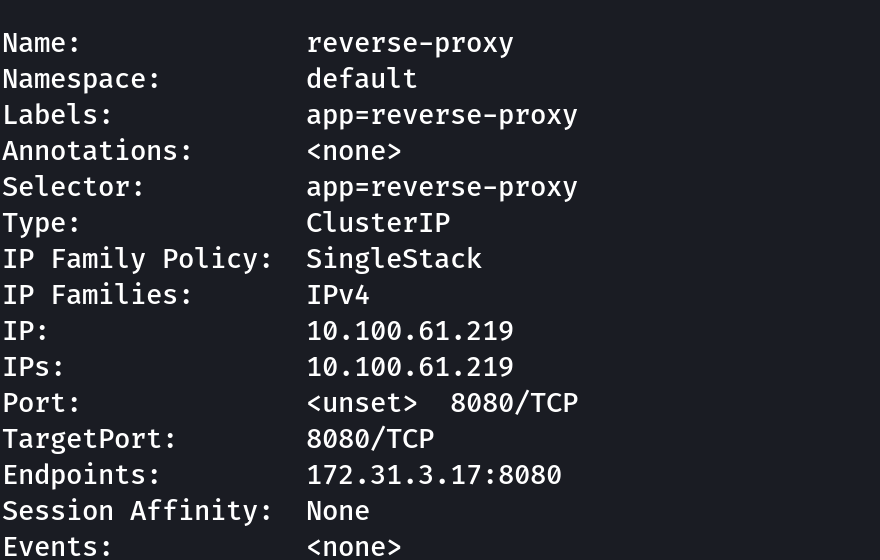 Name:              reverse-proxy
Namespace:         default
Labels:            app=reverse-proxy
Annotations:       <none>
Selector:          app=reverse-proxy
Type:              ClusterIP
IP Family Policy:  SingleStack
IP Families:       IPv4
IP:                10.100.61.219
IPs:               10.100.61.219
Port:              <unset>  8080/TCP
TargetPort:        8080/TCP
Endpoints:         172.31.3.17:8080
Session Affinity:  None
Events:            <none>